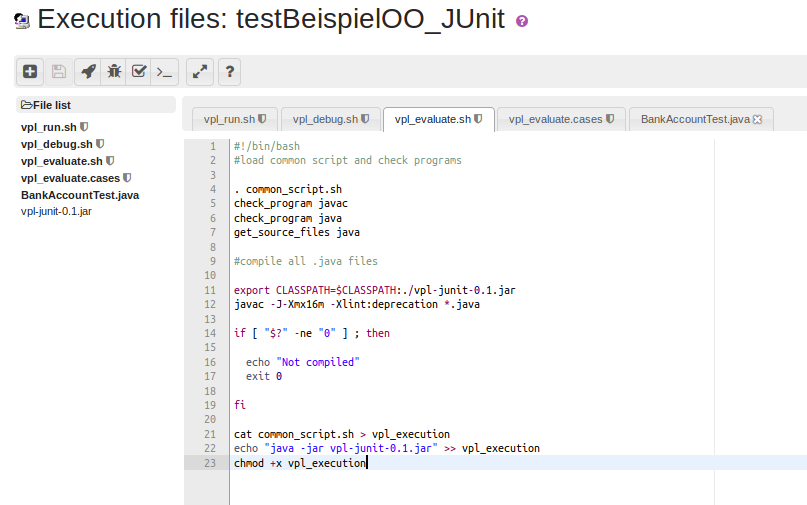 Execution files: testBeispielOO_JUnit ?
>_ ?
File list
vpl_run.sh
vpl_debug.sh
vpl_evaluate.sh
vpl_evaluate.cases
BankAccountTest.java
vpl-junit-0.1.jar
vpl_run.sh vpl_debug.sh vpl_evaluate.sh vpl_evaluate.cases BankAccountTest.java
1 #!/bin/bash
2 #load common script and check programs
3
4 . common_script.sh
5 check_program javac
6 check_program java
7 get_source_files java
8
9 #compile all .java files
10
11 export CLASSPATH=$CLASSPATH:./vpl-junit-0.1.jar
12 javac -J-Xmx16m -Xlint:deprecation *.java
13
14 if [ "$?" -ne "0" ] ; then
15
16 echo "Not compiled"
17 exit 0
18
19 fi
20
21 cat common_script.sh > vpl_execution
22 echo "java -jar vpl-junit-0.1.jar" >> vpl_execution
23 chmod +x vpl_execution